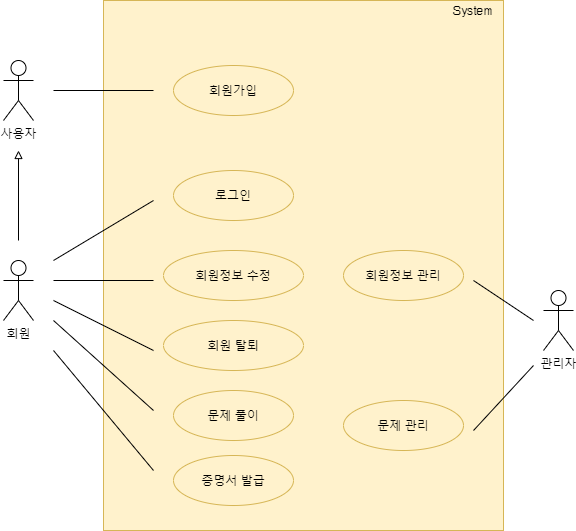 System
회원가입
사용자
로그인
회원정보 수정
회원정보 관리
회원
회원 탈퇴
관리자
문제 풀이
문제 관리
증명서 발급